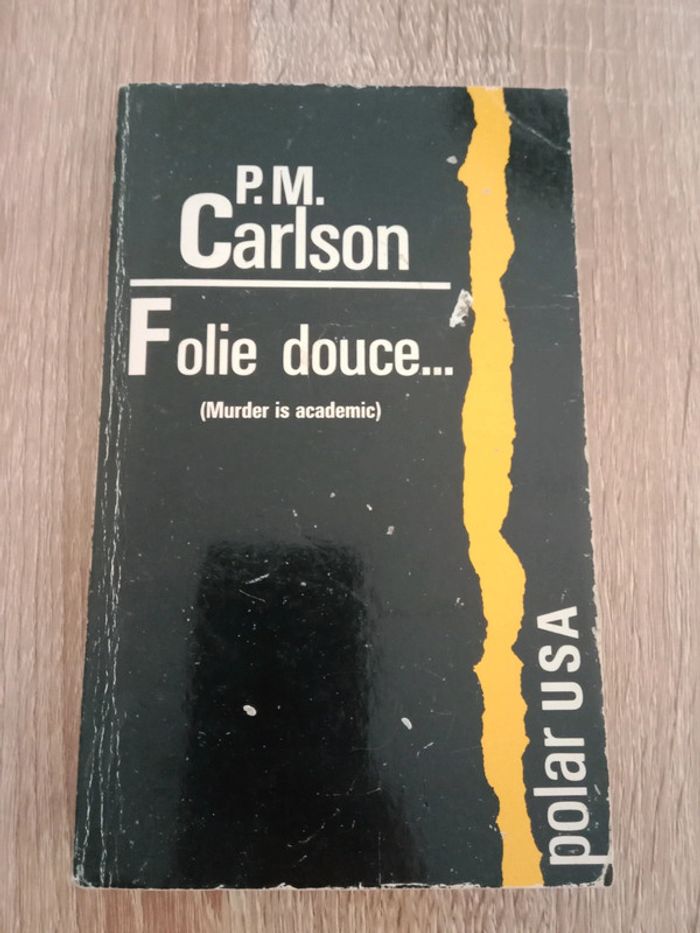 P.M.
Carlson
Folie douce...
(Murder is academic)
polar USA